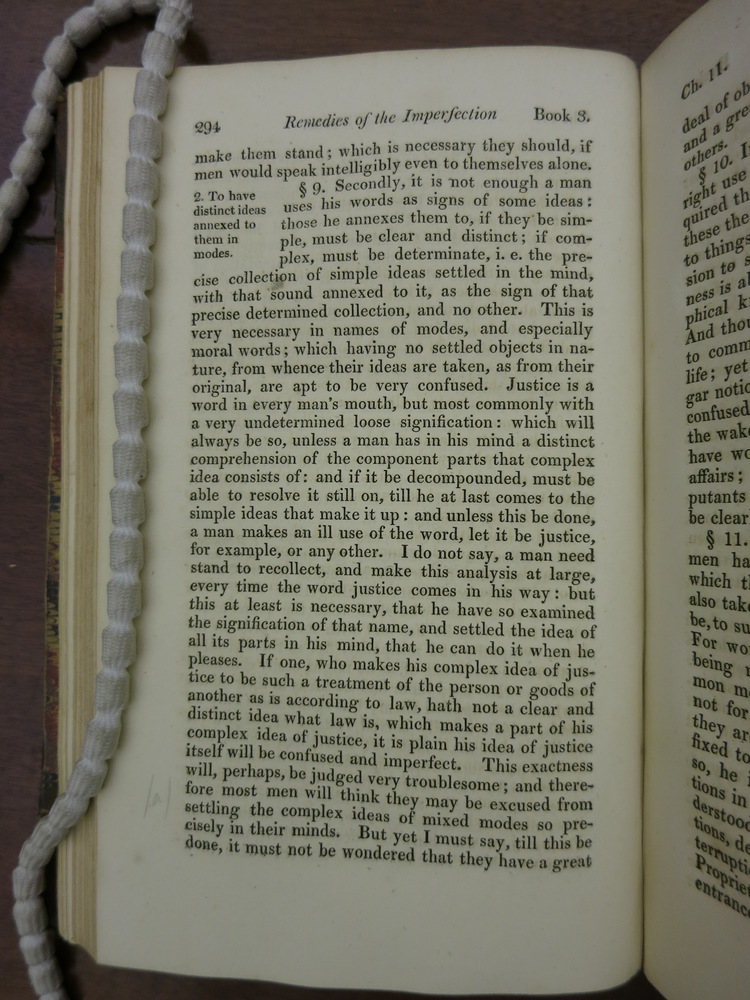 294 Remedies of the Imperfection Book 3.
make them stand; which is necessary they should, if
men would speak intelligibly even to themselves alone.
2. To have
distinct ideas
annexed to
them in
modes.
§ 9. Secondly, it is not enough a man
uses his words as signs of some ideas:
those he annexes them to, if they be sim-
ple, must be clear and distinct; if com-
plex, must be determinate, i. e. the pre-
cise collection of simple ideas settled in the mind,
with that sound annexed to it, as the sign of that
precise determined collection, and no other. This is
very necessary in names of modes, and especially
moral words; which having no settled objects in na-
ture, from whence their ideas are taken, as from their
original, are apt to be very confused. Justice is a
word in every man's mouth, but most commonly with
a very undetermined loose signification: which will
always be so, unless a man has in his mind a distinct
comprehension of the component parts that complex
idea consists of: and if it be decompounded, must be
able to resolve it still on, till he at last comes to the
simple ideas that make it up: and unless this be done,
a man makes an ill use of the word, let it be justice,
for example, or any other. I do not say, a man need
stand to recollect, and make this analysis at large,
every time the word justice comes in his way: but
this at least is necessary, that he have so examined
the signification of that name, and settled the idea of
all its parts in his mind, that he can do it when he
pleases. If one, who makes his complex idea of jus-
tice to be such a treatment of the person or goods of
another as is according to law, hath not a clear and
distinct idea what law is, which makes a part of his
complex idea of justice, it is plain his idea of justice
itself will be confused and imperfect. This exactness
will, perhaps, be judged very troublesome; and there-
fore most men will think they may be excused from
settling the complex ideas of mixed modes so pre-
cisely in their minds. But yet I must say, till this be
done, it must not be wondered that they have a great
Ch. 11.
deal of ob
and a gre
others.
§ 10. I
right use
quired th
these the
to things
sion to s
ness is a
phical k
And thou
to comm
life; yet
gar notic
confused
the wak
have wo
affairs;
putants
be clear
§ 11.
men ha
which t
also tak
be, to su
For wo
being
mon m
not for
they ar
fixed to
so, he
tions in
derstood
tions, de
terrupti
Propriet
entrance